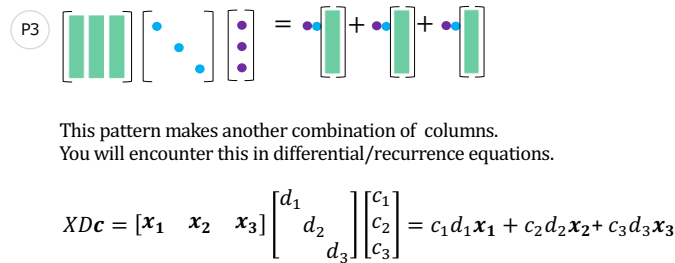 P3
= + +
This pattern makes another combination of columns.
You will encounter this in differential/recurrence equations.
XDc = [x₁ x₂ x₃] [d₁ d₂ d₃] [c₁ c₂ c₃] = c₁d₁x₁ + c₂d₂x₂+ c₃d₃x₃